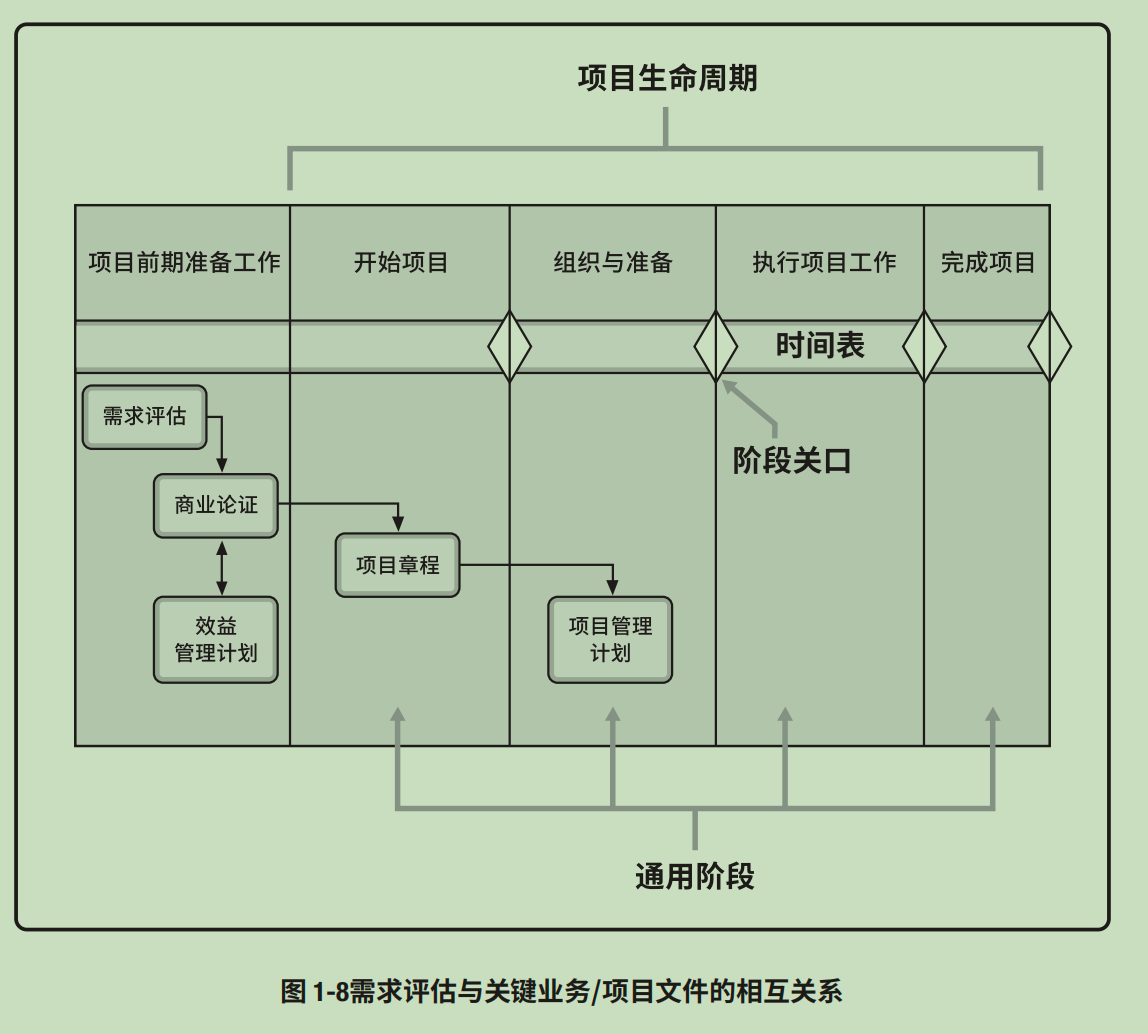 项目生命周期
项目前期准备工作
开始项目
组织与准备
执行项目工作
完成项目
时间表
需求评估
阶段关口
商业论证
项目章程
效益
管理计划
项目管理
计划
通用阶段
图 1-8需求评估与关键业务/项目文件的相互关系